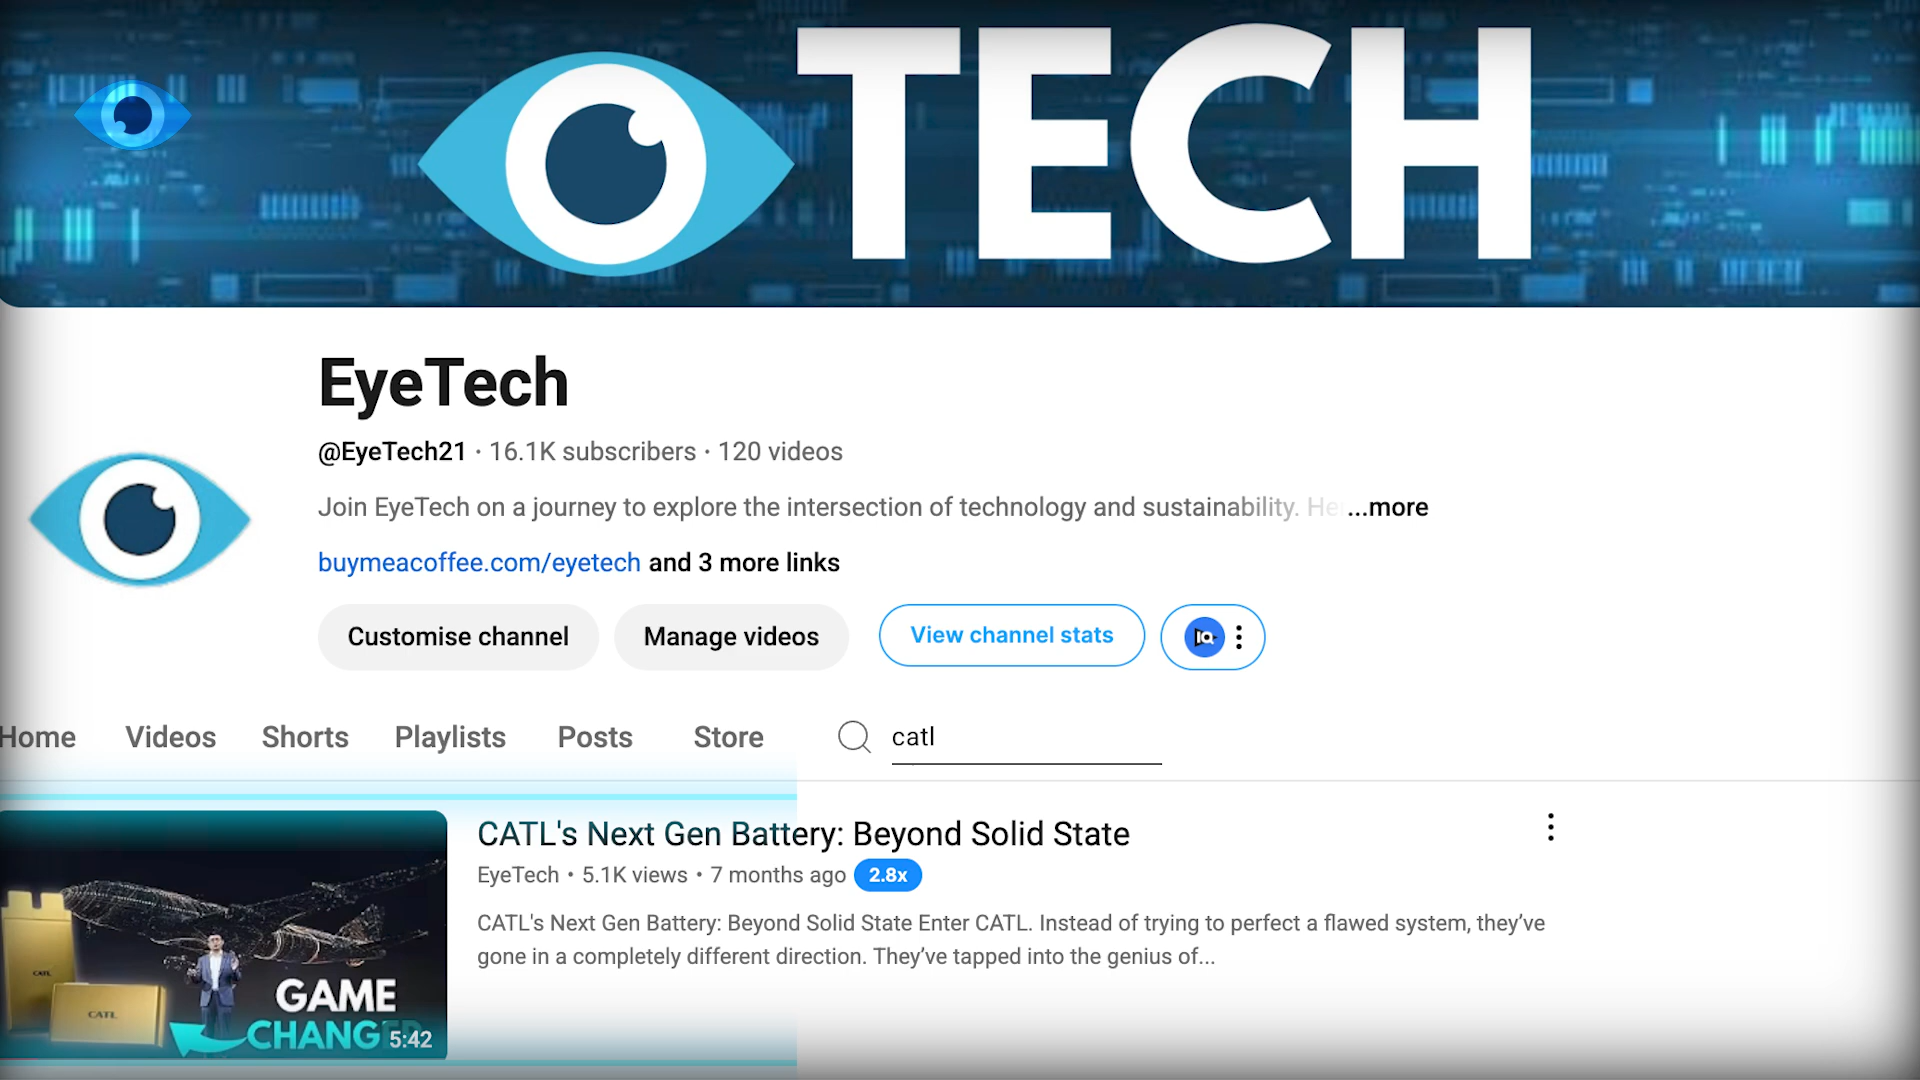 TECH
EyeTech
@EyeTech21 · 16.1K subscribers · 120 videos
Join EyeTech on a journey to explore the intersection of technology and sustainability. He ...more
buymeacoffee.com/eyetech and 3 more links
Customise channel Manage videos View channel stats
Home Videos Shorts Playlists Posts Store catl
CATL's Next Gen Battery: Beyond Solid State
EyeTech • 5.1K views • 7 months ago 2.8x
CATL's Next Gen Battery: Beyond Solid State Enter CATL. Instead of trying to perfect a flawed system, they’ve
gone in a completely different direction. They’ve tapped into the genius of...
CATL
CATL
GAME
CHANGER
5:42